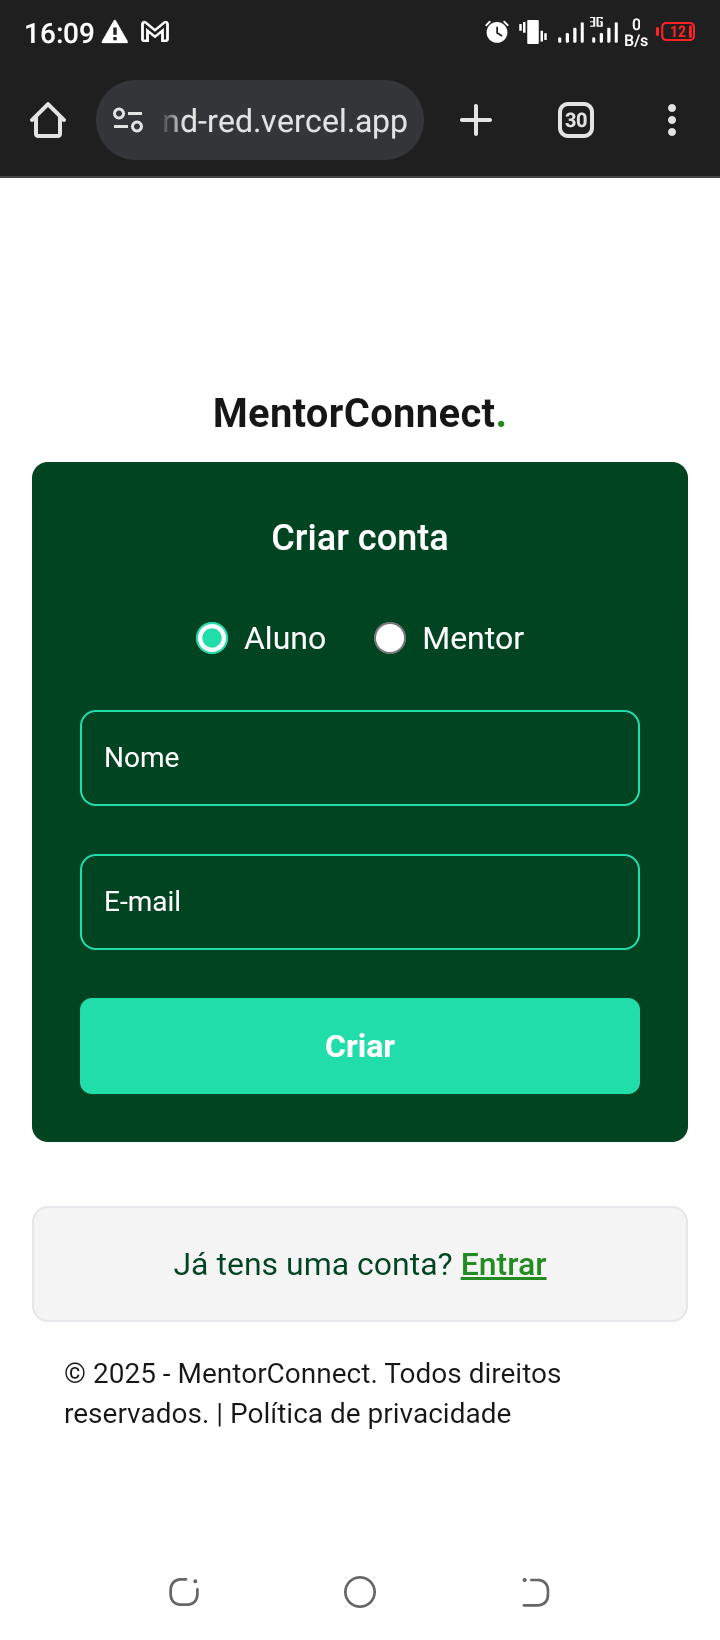 16:09
3G
0
B/s
12
nd-red.vercel.app
30
MentorConnect.
Criar conta
Aluno Mentor
Nome
E-mail
Criar
Já tens uma conta? Entrar
© 2025 - MentorConnect. Todos direitos
reservados. | Política de privacidade